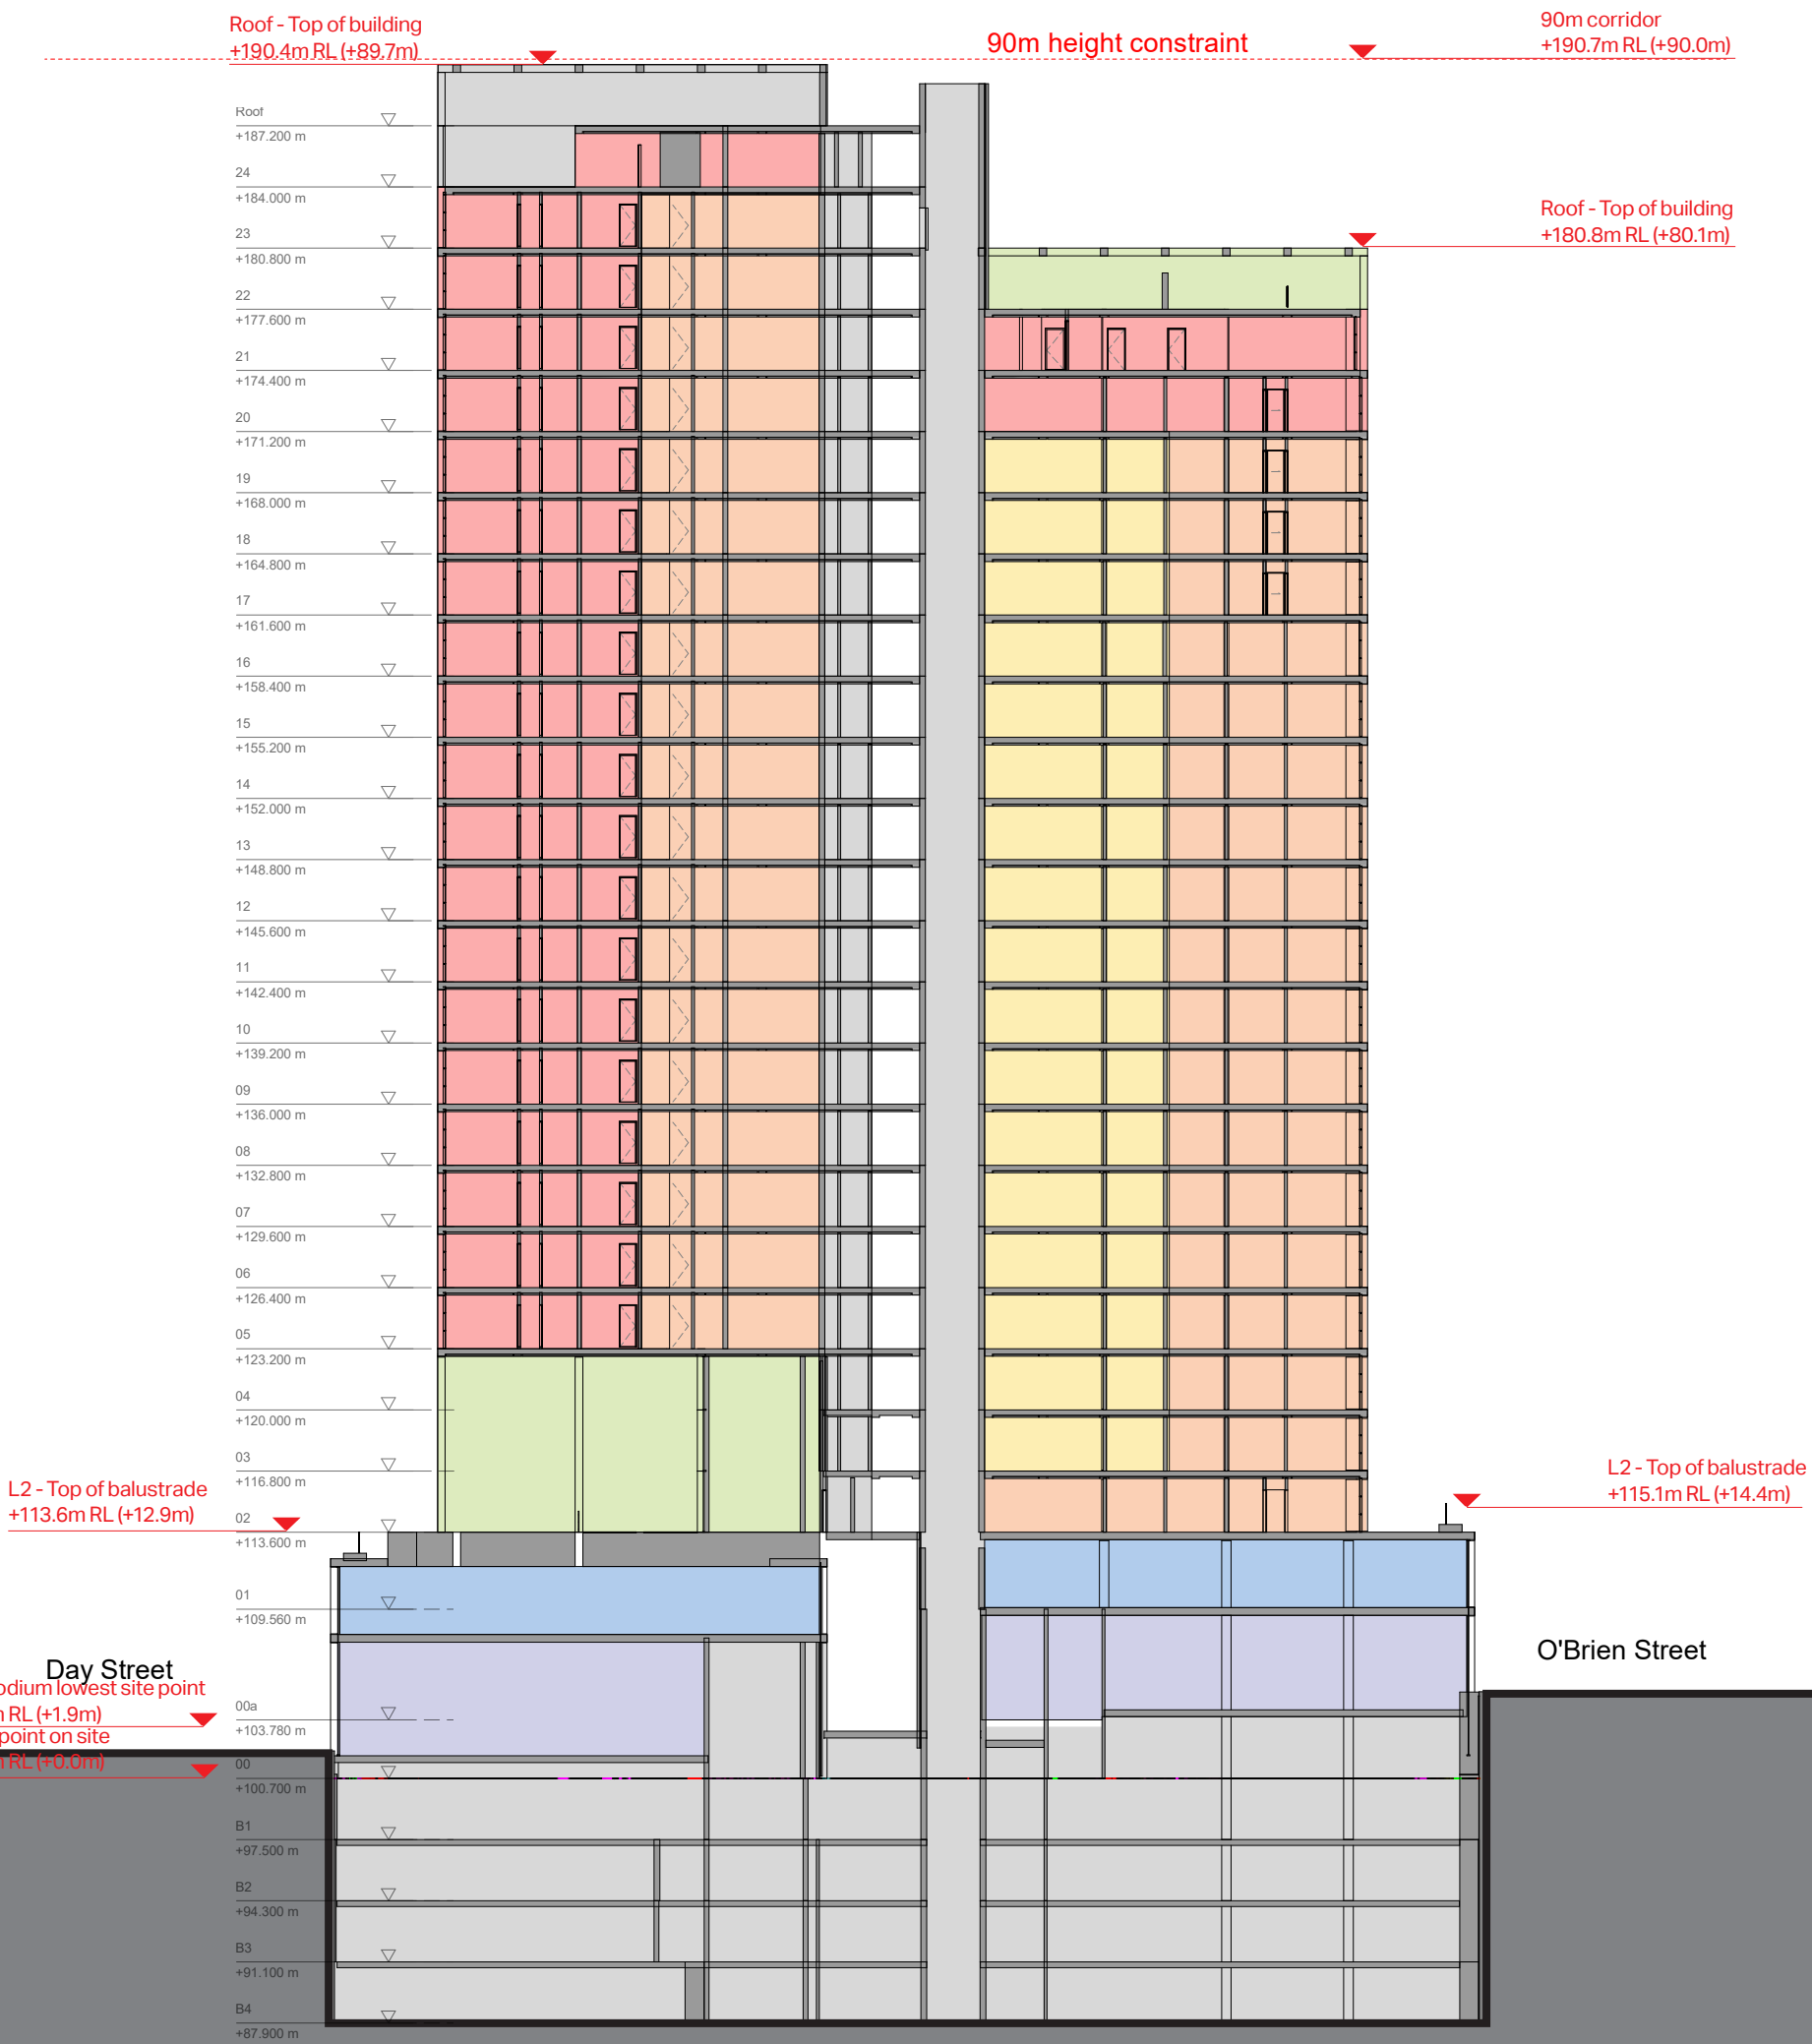 Roof - Top of building
+190.4m RL (+89.7m)
90m height constraint
90m corridor
+190.7m RL (+90.0m)
Roof
+187.200 m
24
+184.000 m
Roof - Top of building
+180.8m RL (+80.1m)
23
+180.800 m
22
+177.600 m
21
+174.400 m
20
+171.200 m
19
+168.000 m
18
+164.800 m
17
+161.600 m
16
+158.400 m
15
+155.200 m
14
+152.000 m
13
+148.800 m
12
+145.600 m
11
+142.400 m
10
+139.200 m
09
+136.000 m
08
+132.800 m
07
+129.600 m
06
+126.400 m
05
+123.200 m
04
+120.000 m
03
+116.800 m
L2 - Top of balustrade
+113.6m RL (+12.9m)
L2 - Top of balustrade
+115.1m RL (+14.4m)
02
+113.600 m
01
+109.560 m
Day Street
O'Brien Street
lowest site point
RL (+1.9m)
00a
+103.780 m
point on site
RL (+0.0m)
00
+100.700 m
B1
+97.500 m
B2
+94.300 m
B3
+91.100 m
B4
+87.900 m